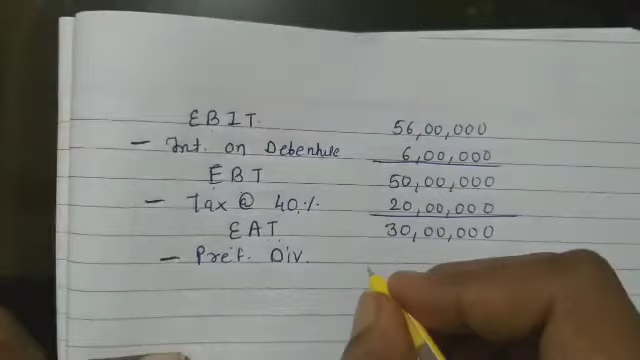 EBIT. 56,00,000
- Int. on Debenture 6,00,000
EBT 50,00,000
- Tax @ 40.% 20,00,000
EAT 30,00,000
- Pref. Div.